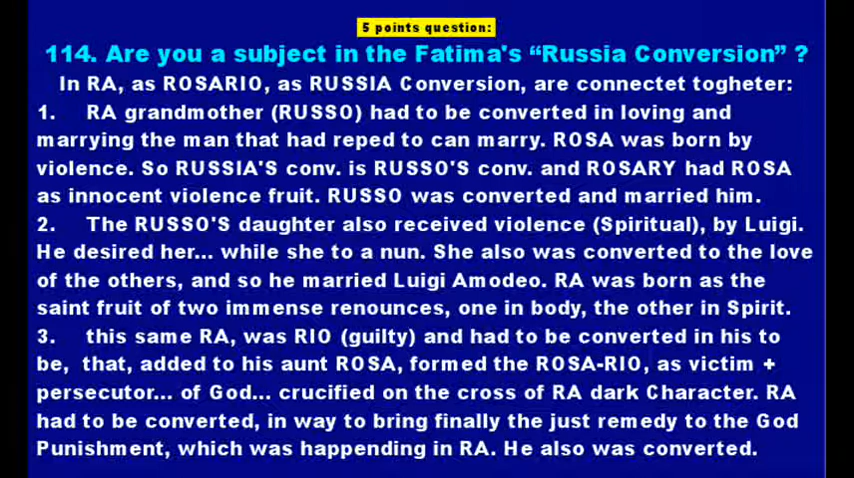 5 points question:
114. Are you a subject in the Fatima's “Russia Conversion” ?
In RA, as ROSARIO, as RUSSIA Conversion, are connectet togheter:
1. RA grandmother (RUSSO) had to be converted in loving and
marrying the man that had reped to can marry. ROSA was born by
violence. So RUSSIA'S conv. is RUSSO'S conv. and ROSARY had ROSA
as innocent violence fruit. RUSSO was converted and married him.
2. The RUSSO'S daughter also received violence (Spiritual), by Luigi.
He desired her... while she to a nun. She also was converted to the love
of the others, and so he married Luigi Amodeo. RA was born as the
saint fruit of two immense renounces, one in body, the other in Spirit.
3. this same RA, was RIO (guilty) and had to be converted in his to
be, that, added to his aunt ROSA, formed the ROSA-RIO, as victim +
persecutor... of God... crucified on the cross of RA dark Character. RA
had to be converted, in way to bring finally the just remedy to the God
Punishment, which was happending in RA. He also was converted.